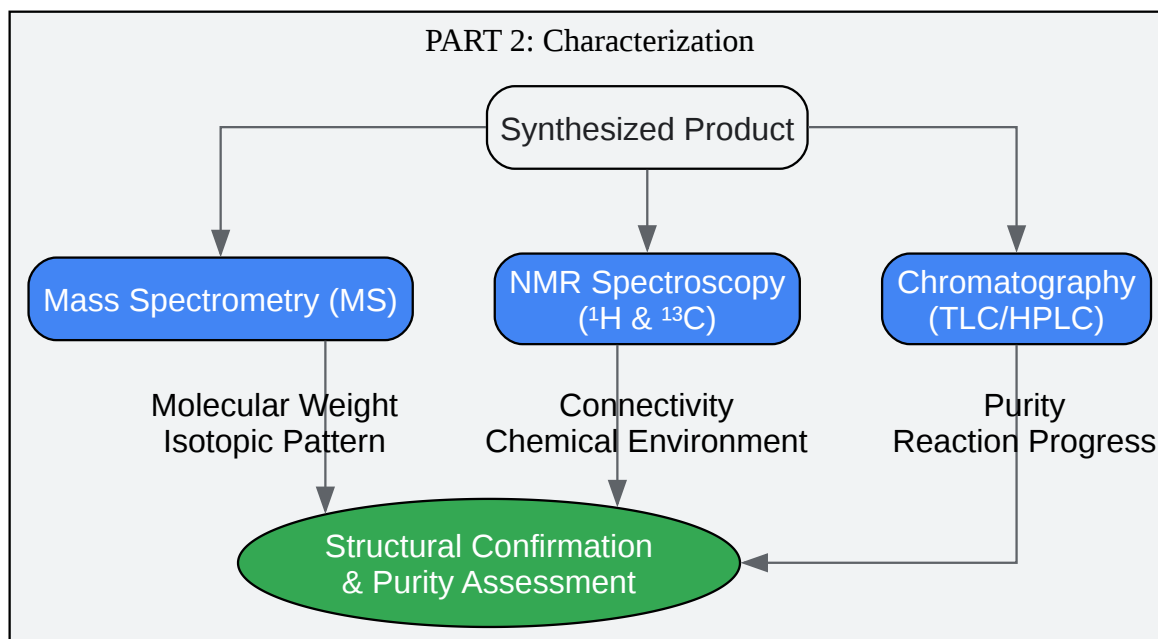 PART 2: Characterization
Synthesized Product
Mass Spectrometry (MS)
NMR Spectroscopy
(¹H & ¹³C)
Chromatography
(TLC/HPLC)
Molecular Weight
Isotopic Pattern
Connectivity
Chemical Environment
Purity
Reaction Progress
Structural Confirmation
& Purity Assessment